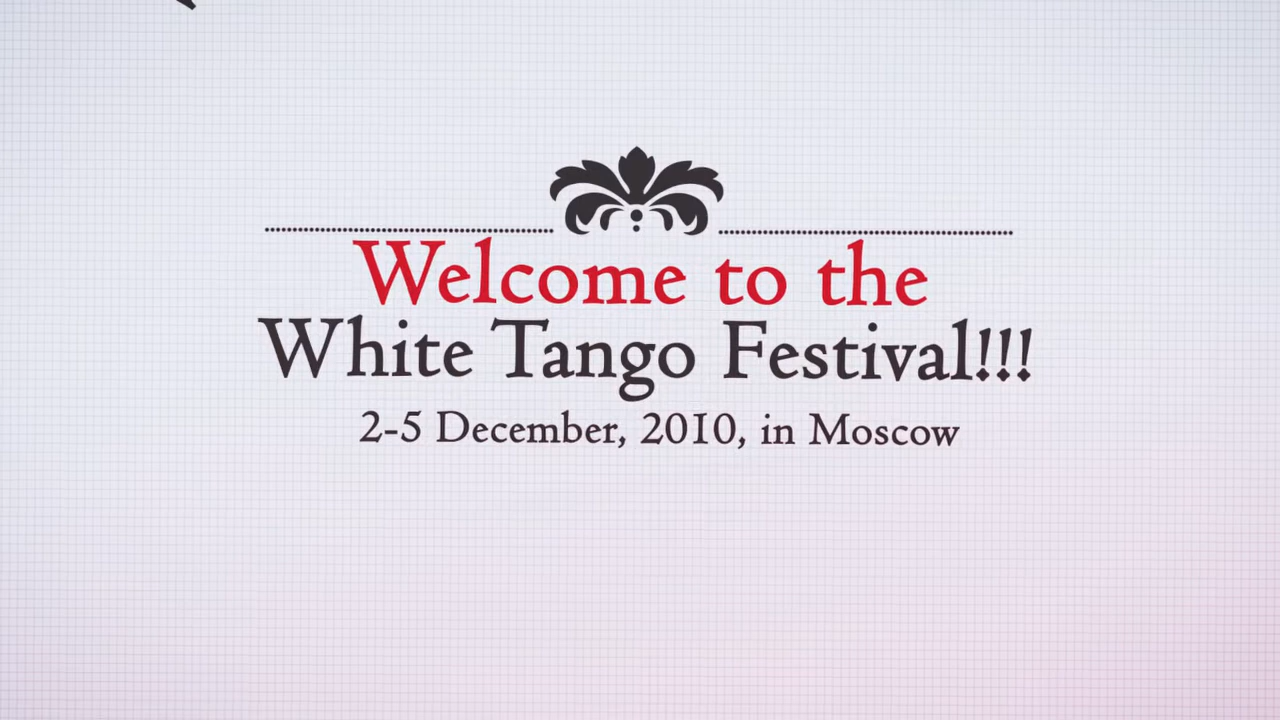 Welcome to the
White Tango Festival!!!
2-5 December, 2010, in Moscow